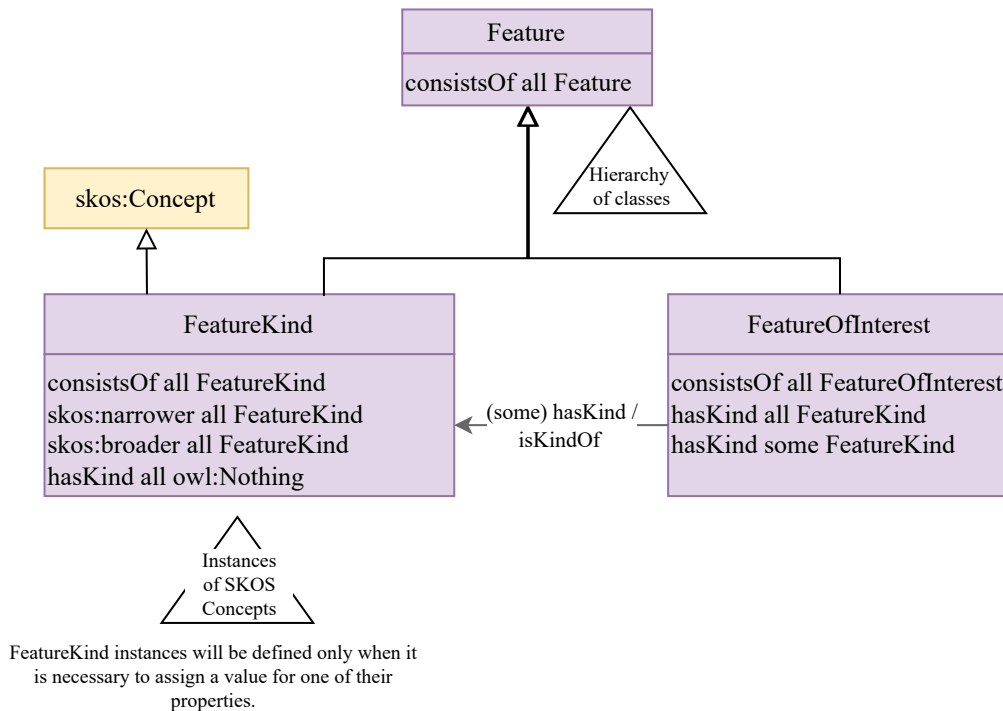 Feature
consistsOf all Feature
Hierarchy
of classes
skos:Concept
FeatureKind
consistsOf all FeatureKind
skos:narrower all FeatureKind
skos:broader all FeatureKind
hasKind all owl:Nothing
(some) hasKind /
isKindOf
FeatureOfInterest
consistsOf all FeatureOfInterest
hasKind all FeatureKind
hasKind some FeatureKind
Instances
of SKOS
Concepts
FeatureKind instances will be defined only when it
is necessary to assign a value for one of their
properties.